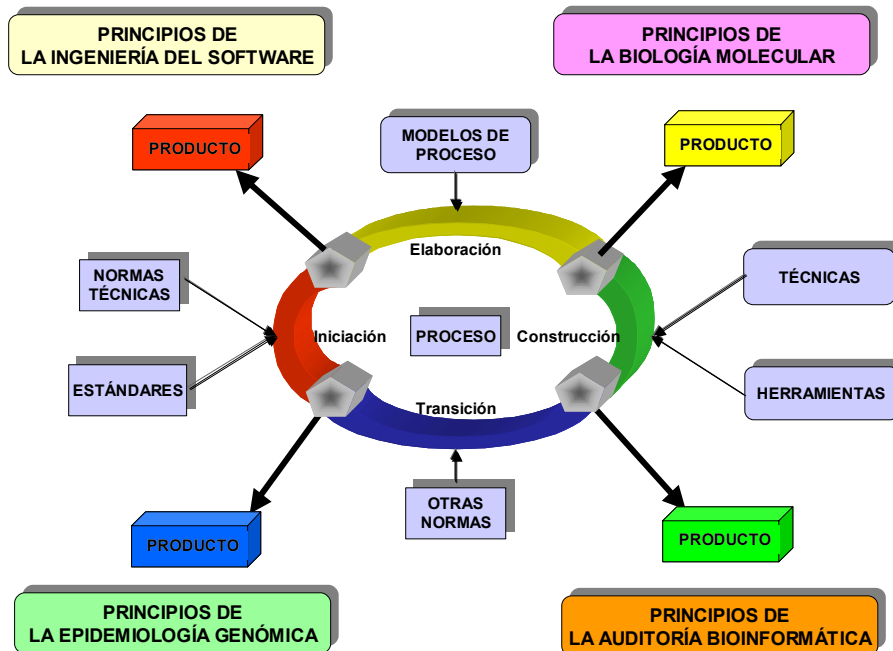 PRINCIPIOS DE
LA INGENIERÍA DEL SOFTWARE
PRINCIPIOS DE
LA BIOLOGÍA MOLECULAR
PRODUCTO
MODELOS DE
PROCESO
PRODUCTO
Elaboración
NORMAS
TÉCNICAS
TÉCNICAS
Iniciación
PROCESO
Construcción
ESTÁNDARES
HERRAMIENTAS
Transición
OTRAS
NORMAS
PRODUCTO
PRODUCTO
PRINCIPIOS DE
LA EPIDEMIOLOGÍA GENÓMICA
PRINCIPIOS DE
LA AUDITORÍA BIOINFORMÁTICA